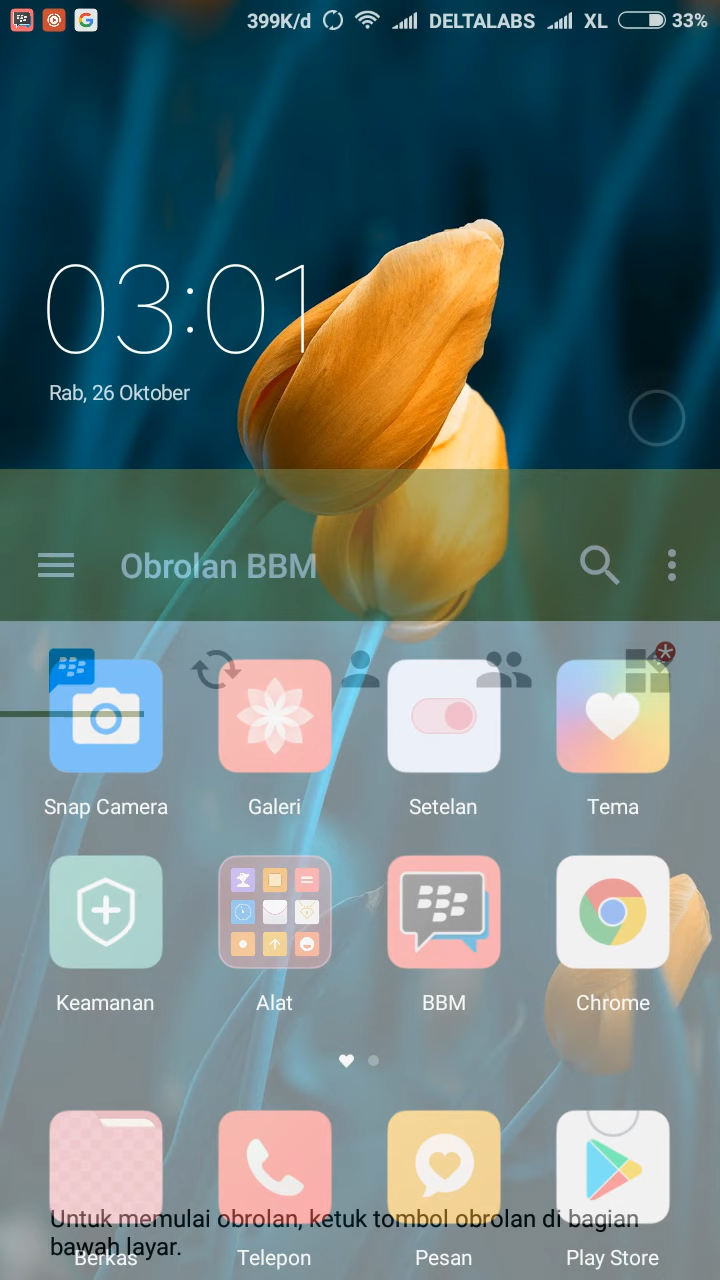 399K/d DELTALABS XL 33%
03:01
Rab, 26 Oktober
Obrolan BBM
Snap Camera Galeri Setelan Tema
Keamanan Alat BBM Chrome
Untuk memulai obrolan, ketuk tombol obrolan di bagian
bawah layar.
Berkas Telepon Pesan Play Store